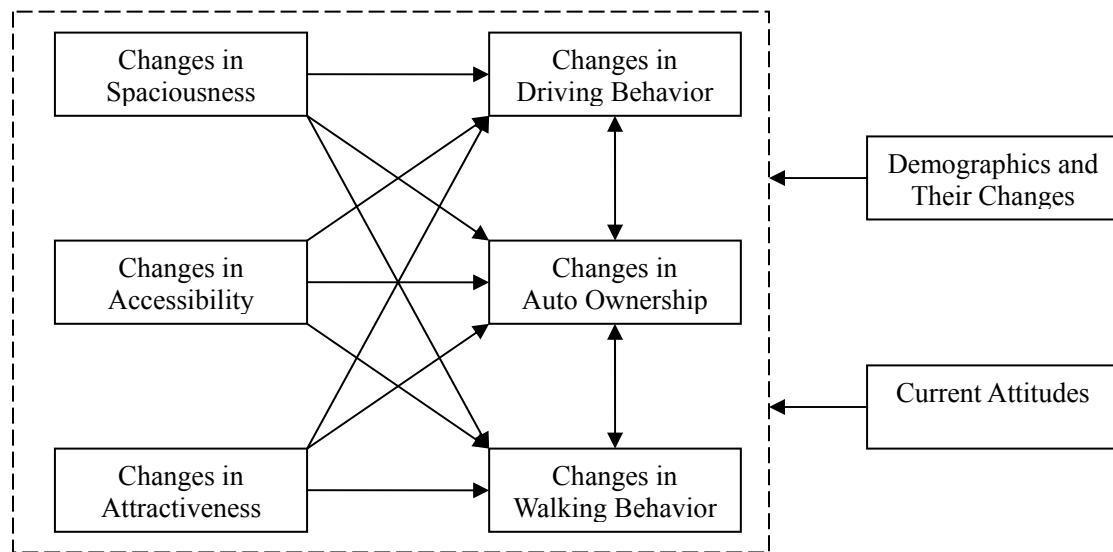 Changes in
Spaciousness
Changes in
Driving Behavior
Demographics and
Their Changes
Changes in
Accessibility
Changes in
Auto Ownership
Current Attitudes
Changes in
Attractiveness
Changes in
Walking Behavior